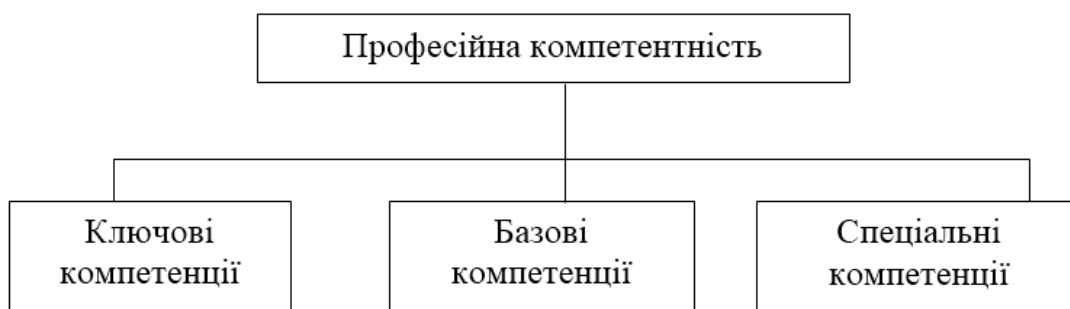 Професійна компетентність
Ключові
компетенції
Базові
компетенції
Спеціальні
компетенції